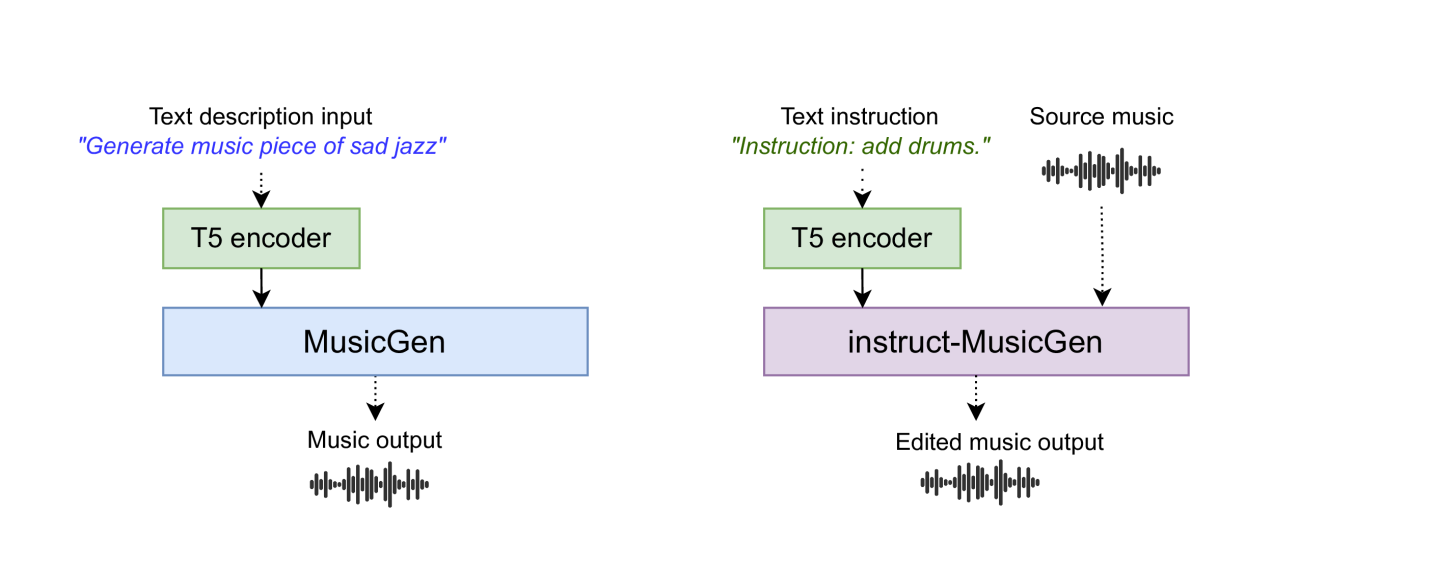 Text description input
"Generate music piece of sad jazz"
T5 encoder
MusicGen
Music output
Text instruction
"Instruction: add drums."
Source music
T5 encoder
instruct-MusicGen
Edited music output